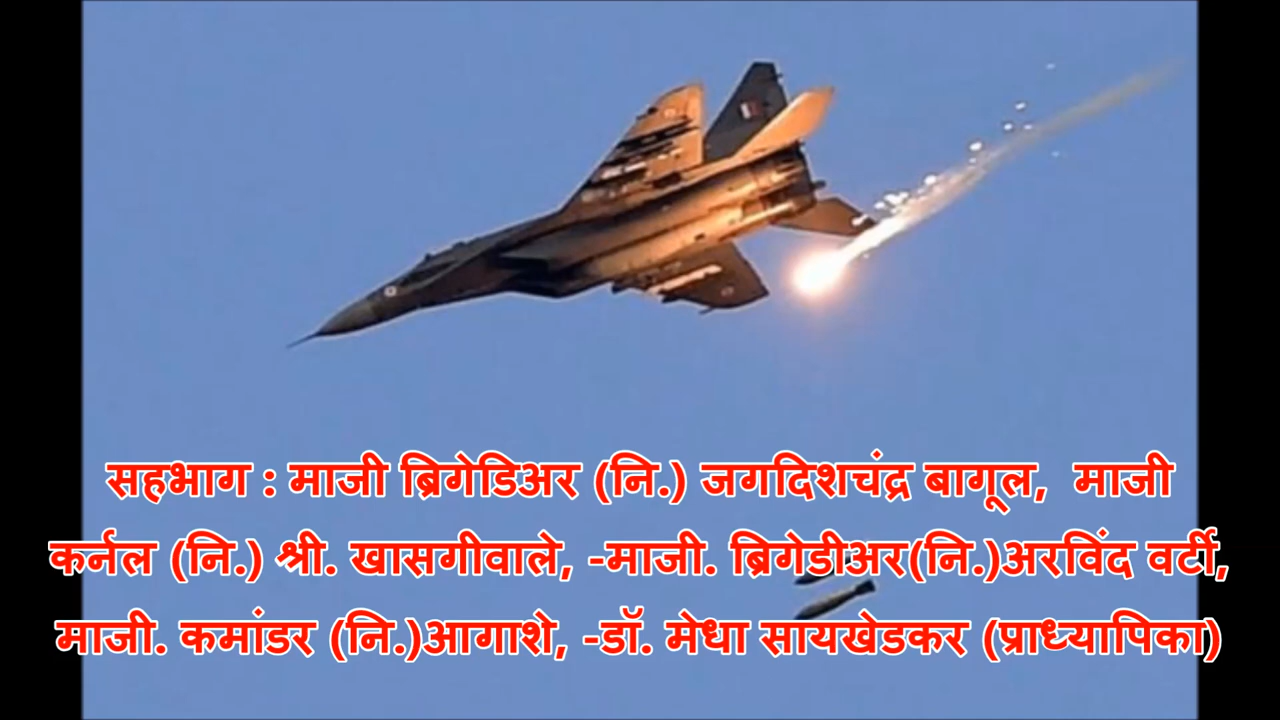 सहभाग : माजी ब्रिगेडिअर (नि.) जगदिशचंद्र बागूल, माजी
कर्नल (नि.) श्री. खासगीवाले, -माजी. ब्रिगेडीअर(नि.)अरविंद वर्टी,
माजी. कमांडर (नि.)आगाशे, -डॉ. मेधा सायखेडकर (प्राध्यापिका)